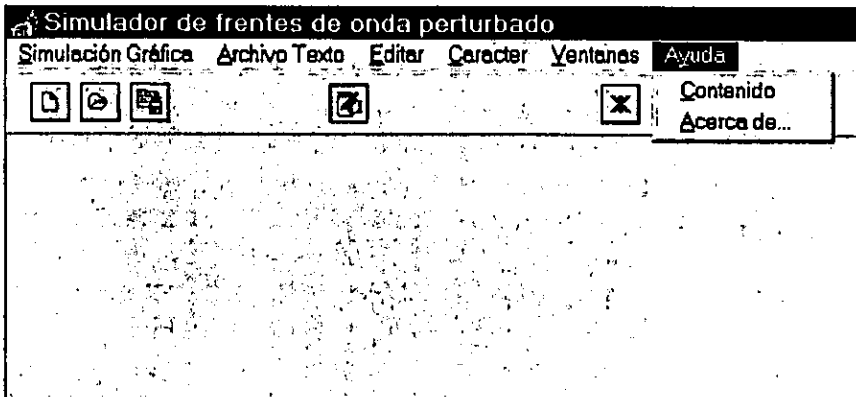 Simulador de frentes de onda perturbado
Simulación Gráfica Archivo Texto Editar Caracter Ventanas Ayuda
Contenido
Acerca de...